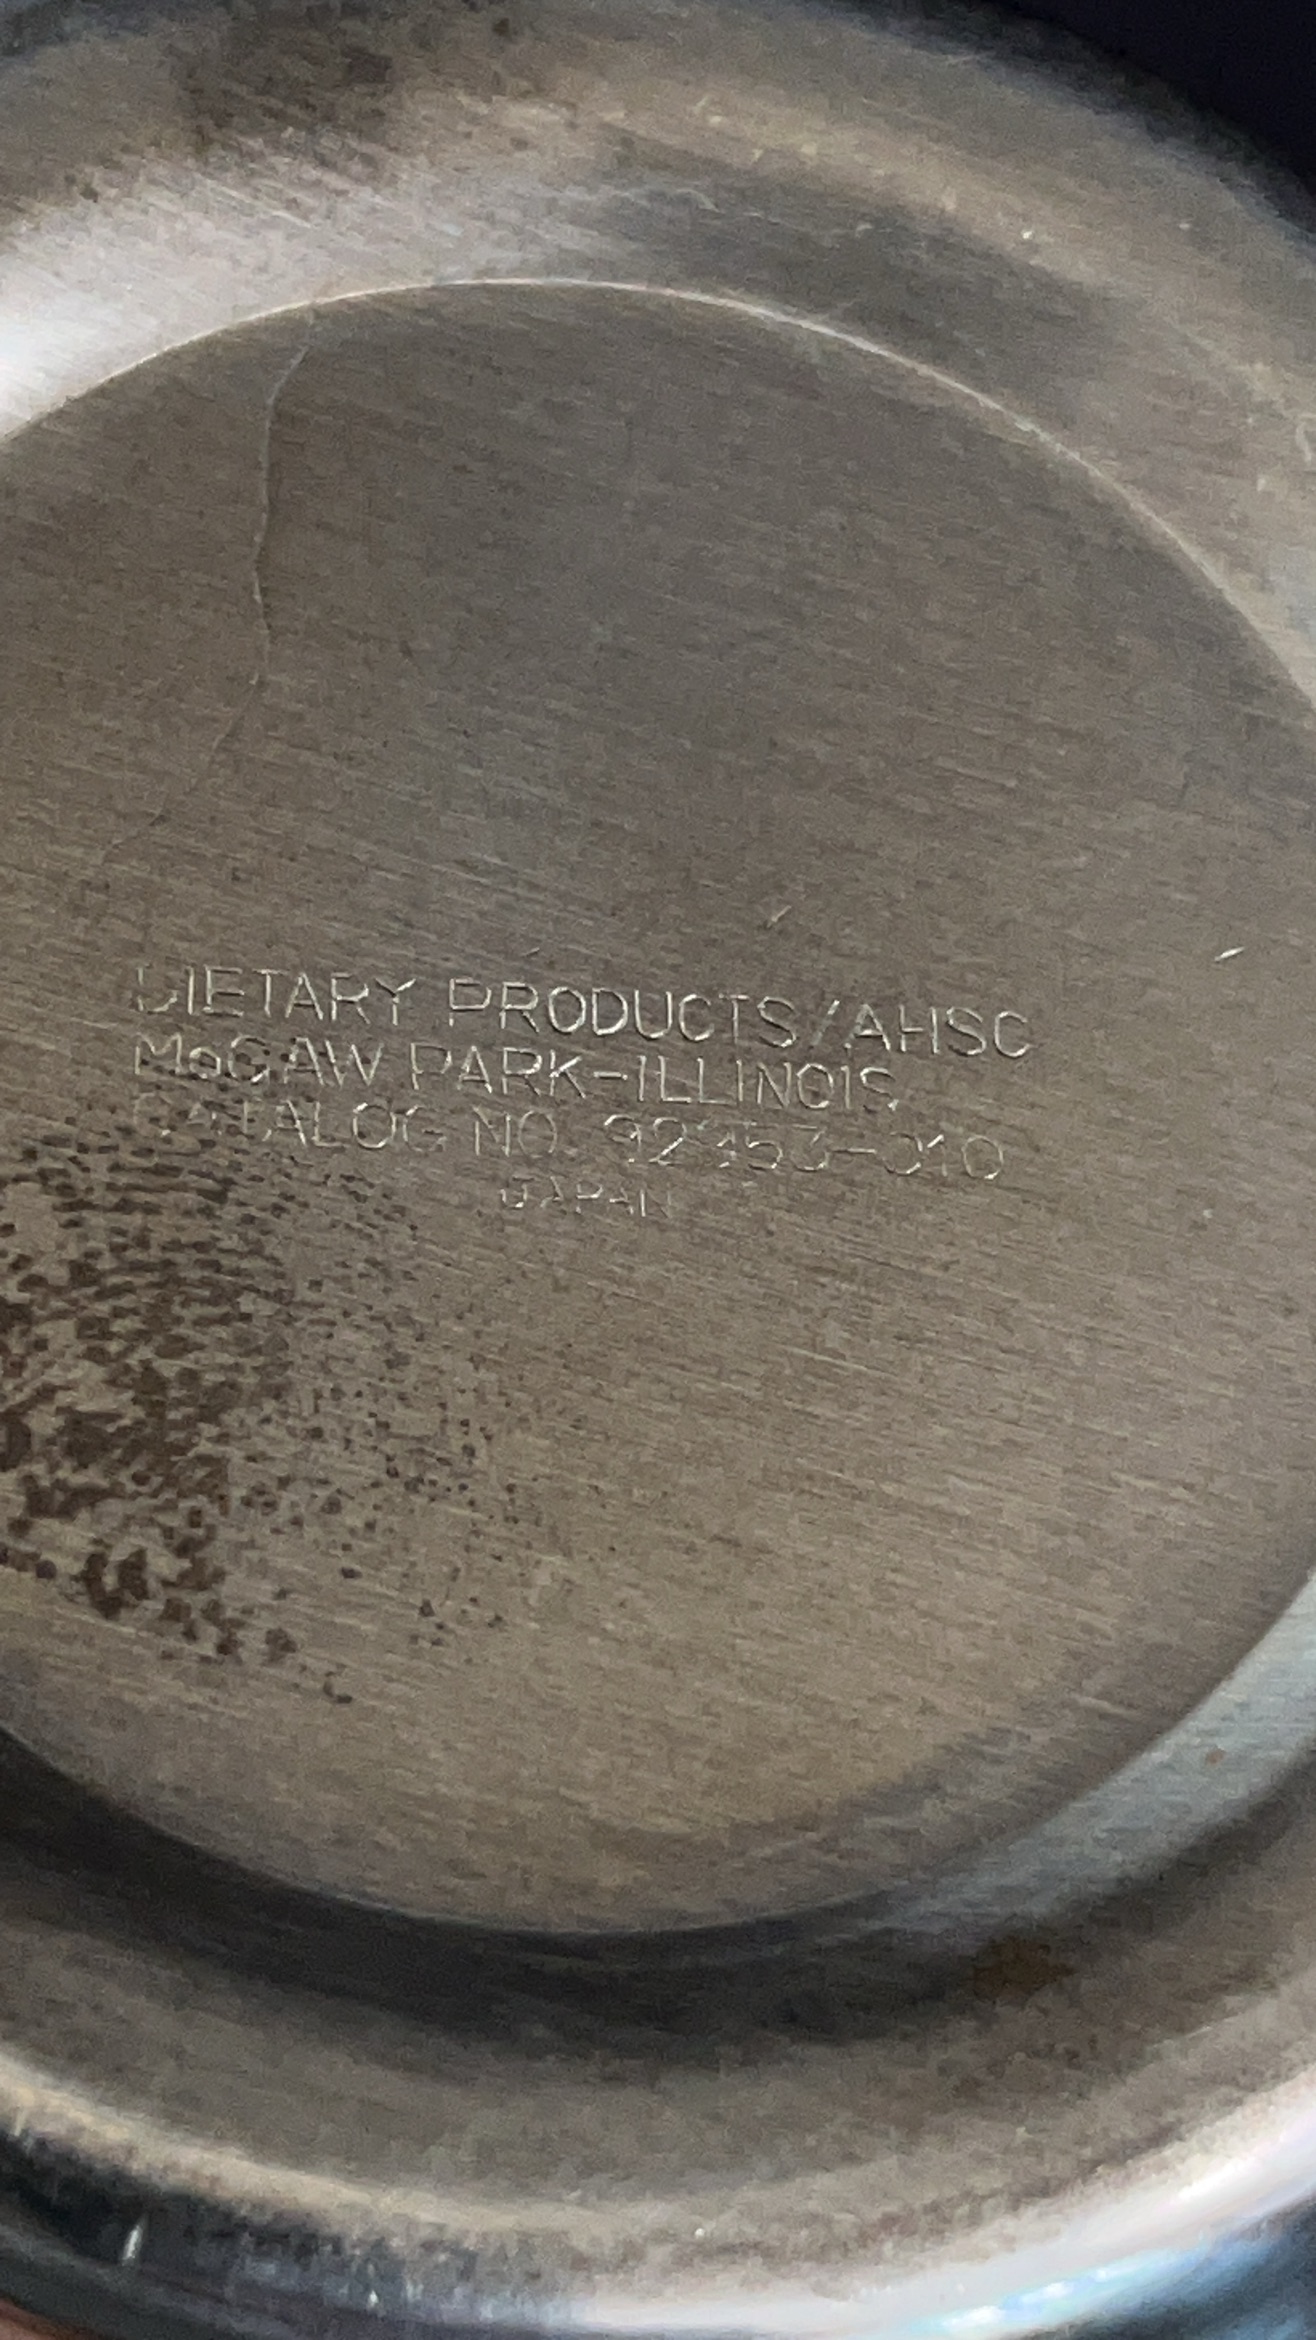 DIETARY PRODUCTS/AHSC
McGAW PARK-ILLINOIS
CATALOG NO.
JAPAN